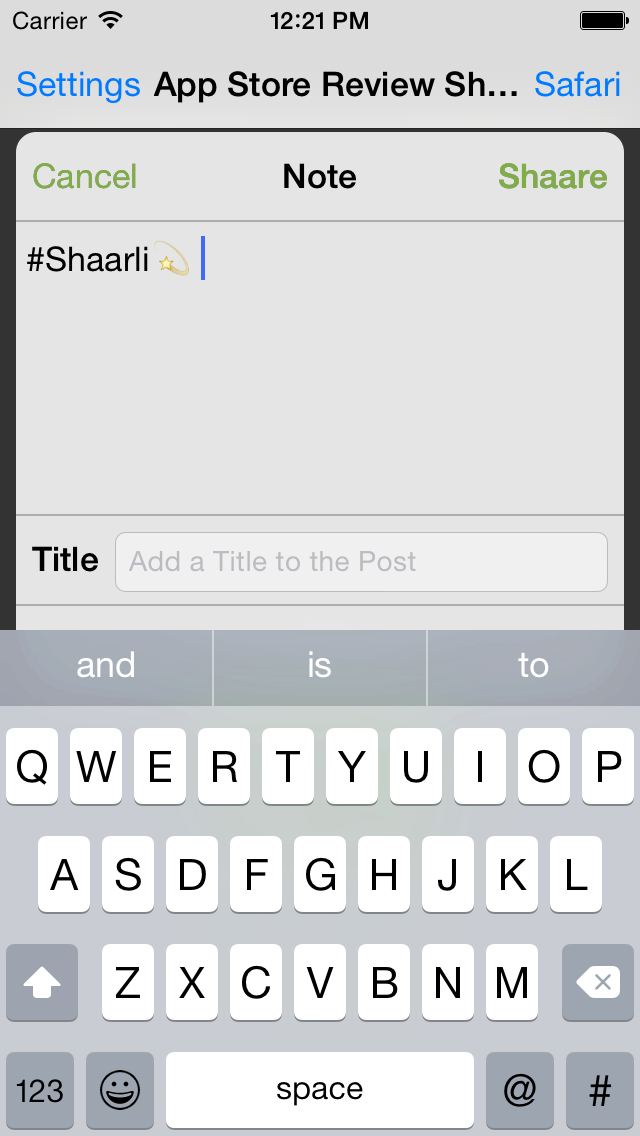 Carrier 12:21 PM
Settings App Store Review Sh... Safari
Cancel Note Shaare
#Shaarli💫
Title Add a Title to the Post
and is to
Q W E R T Y U I O P
A S D F G H J K L
Z X C V B N M
123 space @ #